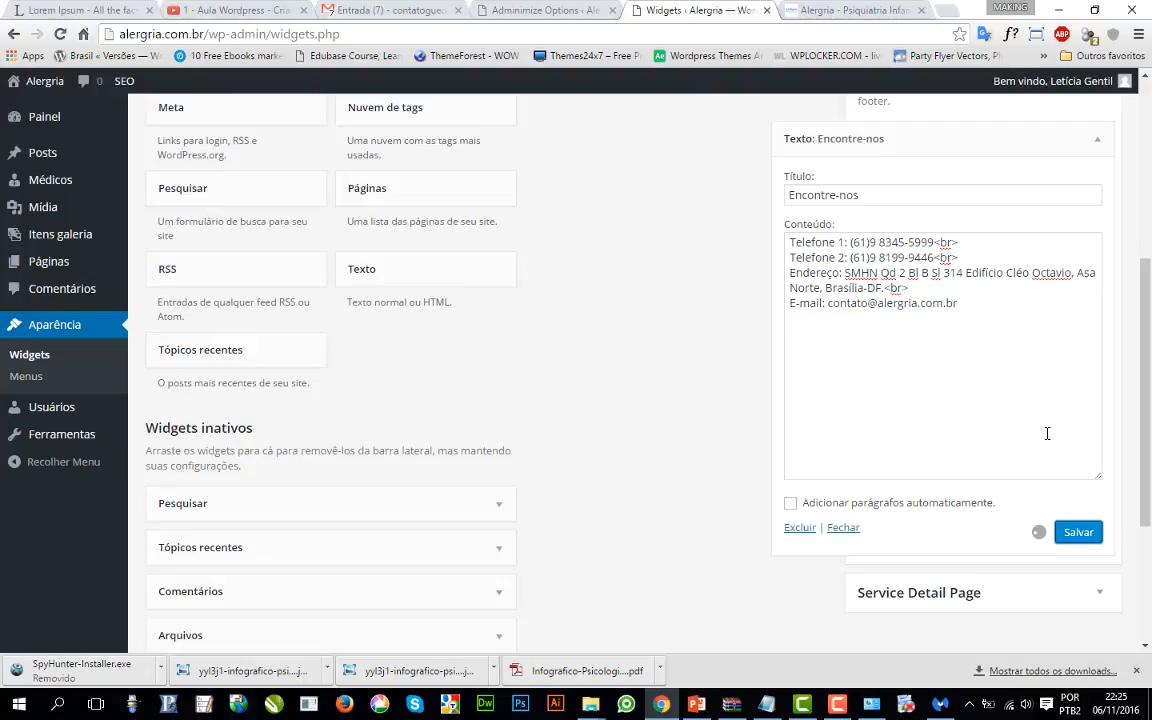 Lorem Ipsum - All the fac
1 - Aula Wordpress - Cria
Entrada (7) - contatogue
Adminimize Options ‹ Ale
Widgets ‹ Alergria — Wor
Alergria - Psiquiatria Infan
MAKING
alergria.com.br/wp-admin/widgets.php
Apps
Brasil « Versões — W
10 Free Ebooks marke
Edubase Course, Lea
ThemeForest - WOW
Themes24x7 – Free P
Wordpress Themes A
WPLOCKER.COM - liv
Party Flyer Vectors, Ph
»
Outros favoritos
Alergria
0
SEO
Bem vindo, Letícia Gentil
Painel
Posts
Médicos
Mídia
Itens galeria
Páginas
Comentários
Aparência
Widgets
Menus
Usuários
Ferramentas
Recolher Menu
Meta
Links para login, RSS e
WordPress.org.
Nuvem de tags
Uma nuvem com as tags mais
usadas.
Pesquisar
Um formulário de busca para seu
site
Páginas
Uma lista das páginas de seu site.
RSS
Entradas de qualquer feed RSS ou
Atom.
Texto
Texto normal ou HTML.
Tópicos recentes
O posts mais recentes de seu site.
Widgets inativos
Arraste os widgets para cá para removê-los da barra lateral, mas mantendo
suas configurações.
Pesquisar
Tópicos recentes
Comentários
Arquivos
footer.
Texto: Encontre-nos
Título:
Encontre-nos
Conteúdo:
Telefone 1: (61)9 8345-5999<br>
Telefone 2: (61)9 8199-9446<br>
Endereço: SMHN Qd 2 Bl B Sl 314 Edifício Cléo Octavio, Asa
Norte, Brasília-DF.<br>
E-mail: contato@alergria.com.br
Adicionar parágrafos automaticamente.
Excluir | Fechar
Salvar
Service Detail Page
SpyHunter-Installer.exe
Removido
yyl3j1-infografico-psi....j...
yyl3j1-infografico-psi....j...
Infografico-Psicologi....pdf
Mostrar todos os downloads...
POR
PTB2
22:25
06/11/2016